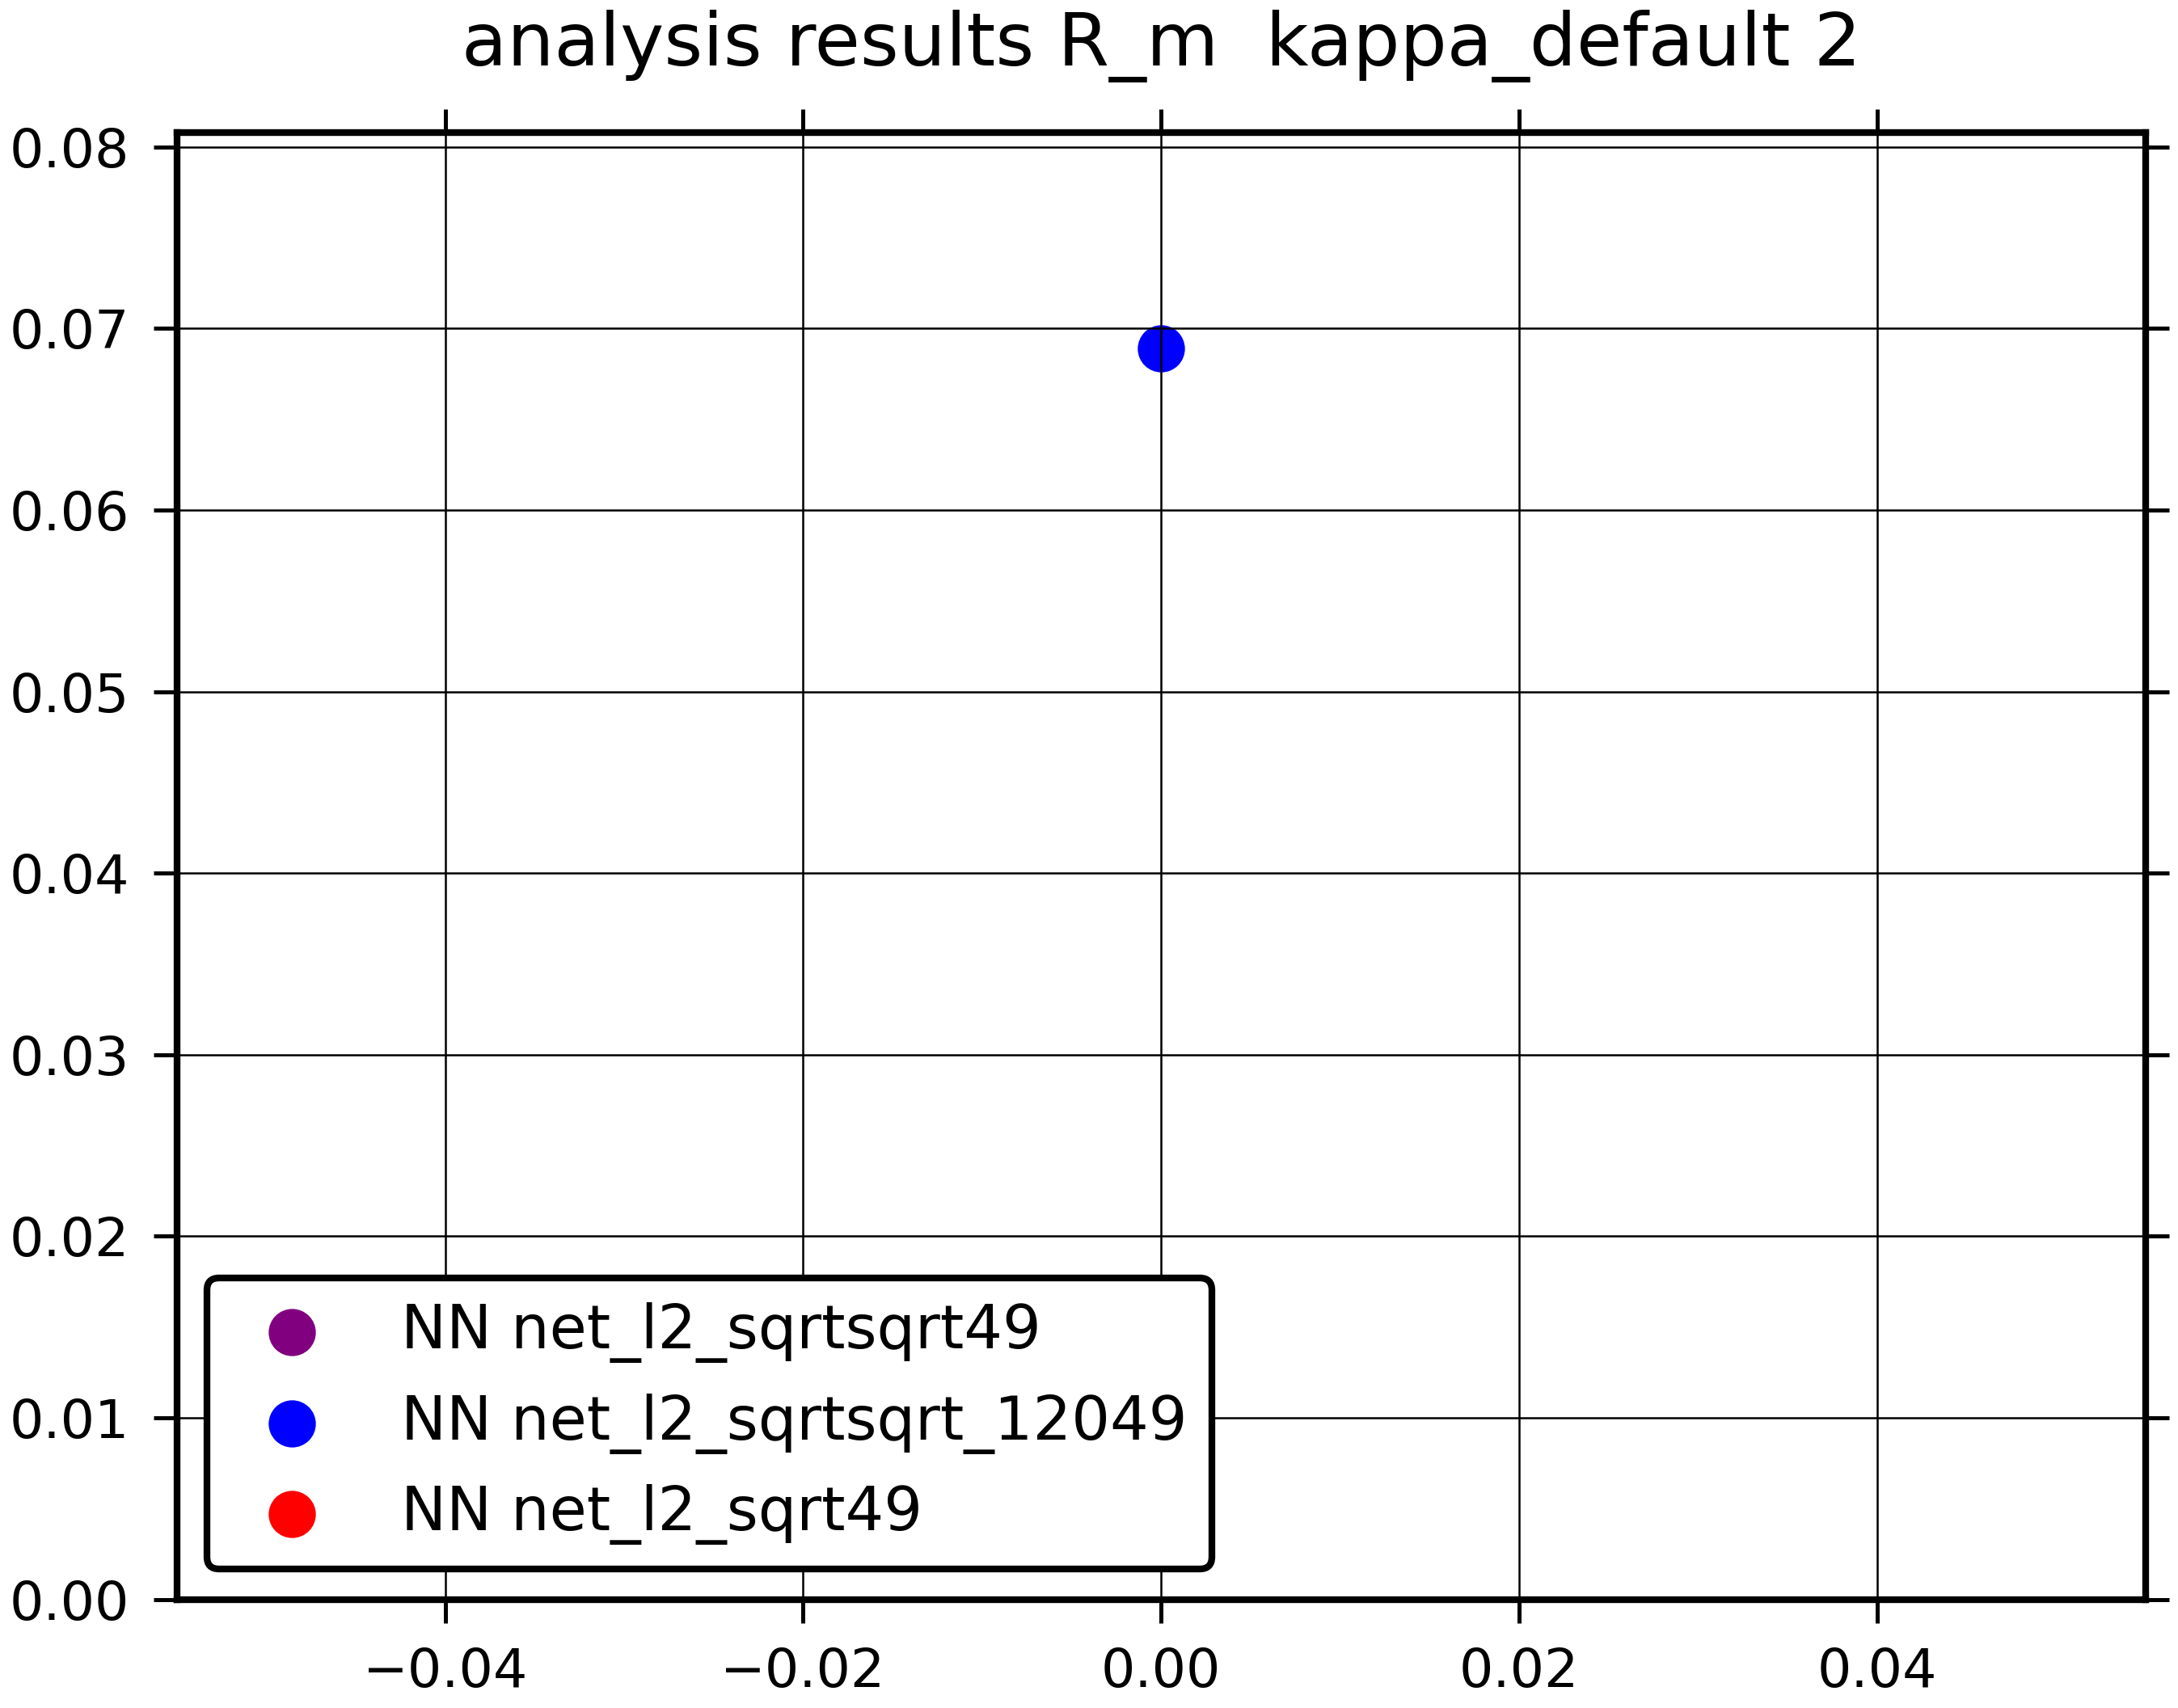 analysis results R_m  kappa_default 2
0.08
0.07
0.06
0.05
0.04
0.03
0.02
0.01
0.00
NN net_l2_sqrtsqrt49
NN net_l2_sqrtsqrt_12049
NN net_l2_sqrt49
−0.04 −0.02 0.00 0.02 0.04